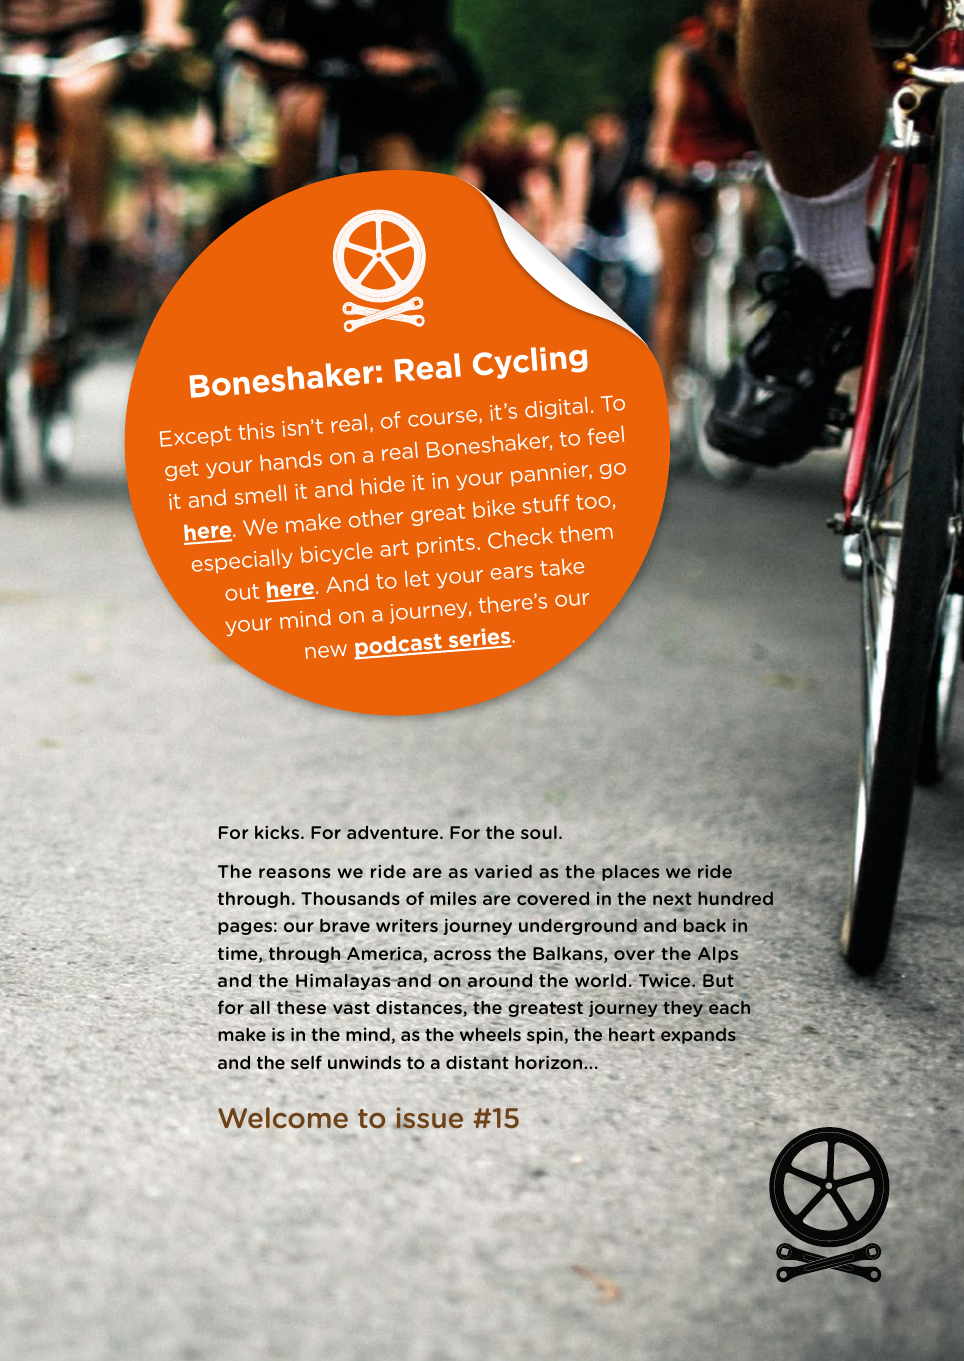 Boneshaker: Real Cycling
Except this isn’t real, of course, it’s digital. To
get your hands on a real Boneshaker, to feel
it and smell it and hide it in your pannier, go
here. We make other great bike stuff too,
especially bicycle art prints. Check them
out here. And to let your ears take
your mind on a journey, there’s our
new podcast series.
For kicks. For adventure. For the soul.
The reasons we ride are as varied as the places we ride
through. Thousands of miles are covered in the next hundred
pages: our brave writers journey underground and back in
time, through America, across the Balkans, over the Alps
and the Himalayas and on around the world. Twice. But
for all these vast distances, the greatest journey they each
make is in the mind, as the wheels spin, the heart expands
and the self unwinds to a distant horizon...
Welcome to issue #15